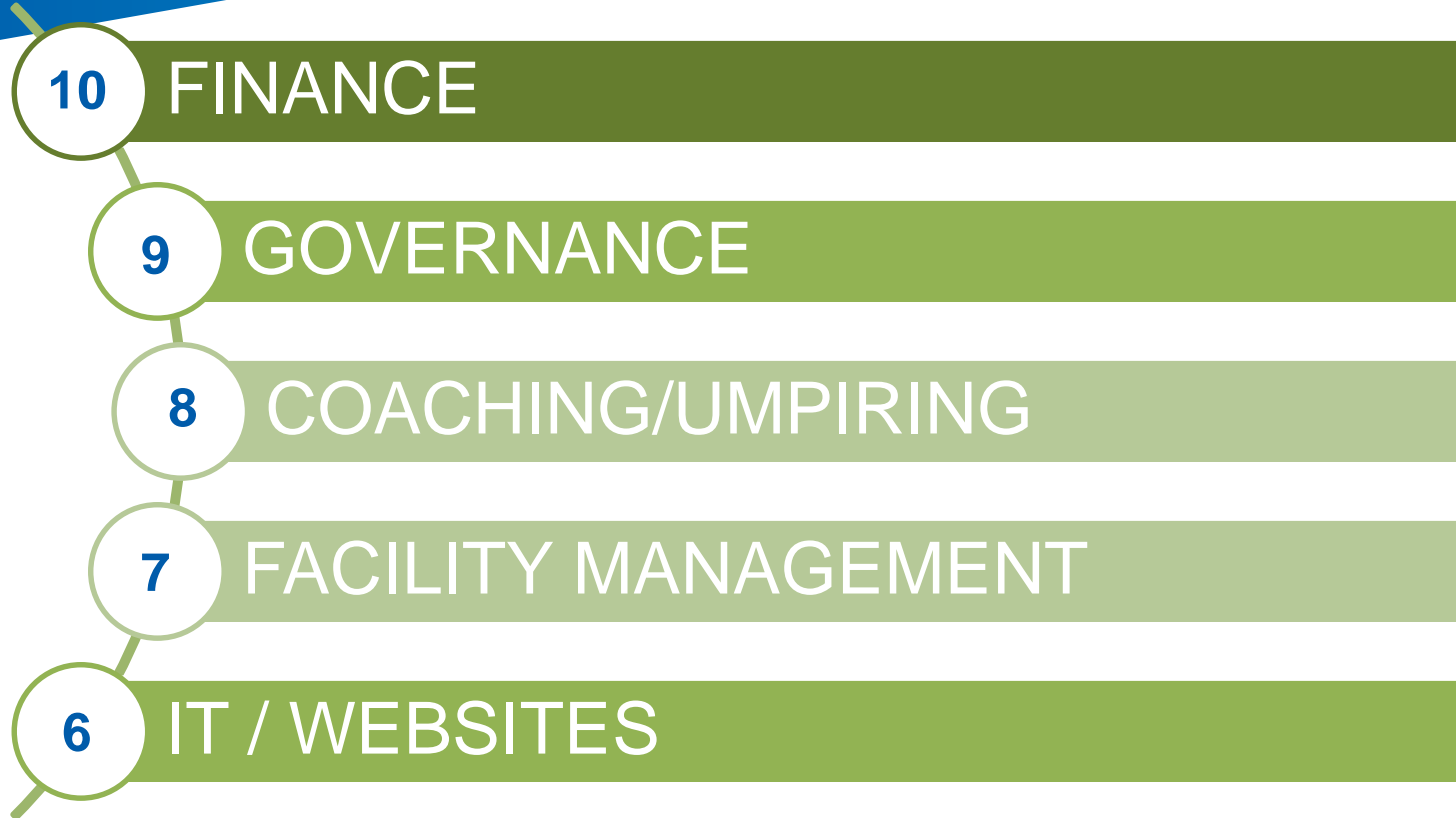 10 FINANCE
9 GOVERNANCE
8 COACHING/UMPIRING
7 FACILITY MANAGEMENT
6 IT / WEBSITES